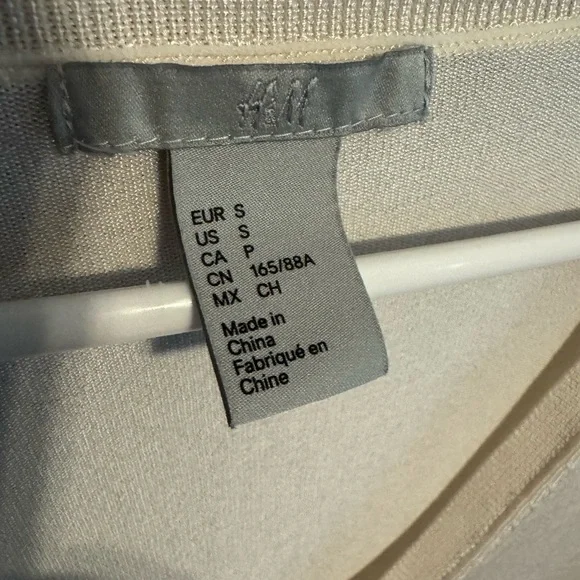 H&M
EUR S
US S
CA P
CN 165/88A
MX CH
Made in
China
Fabriqué en
Chine